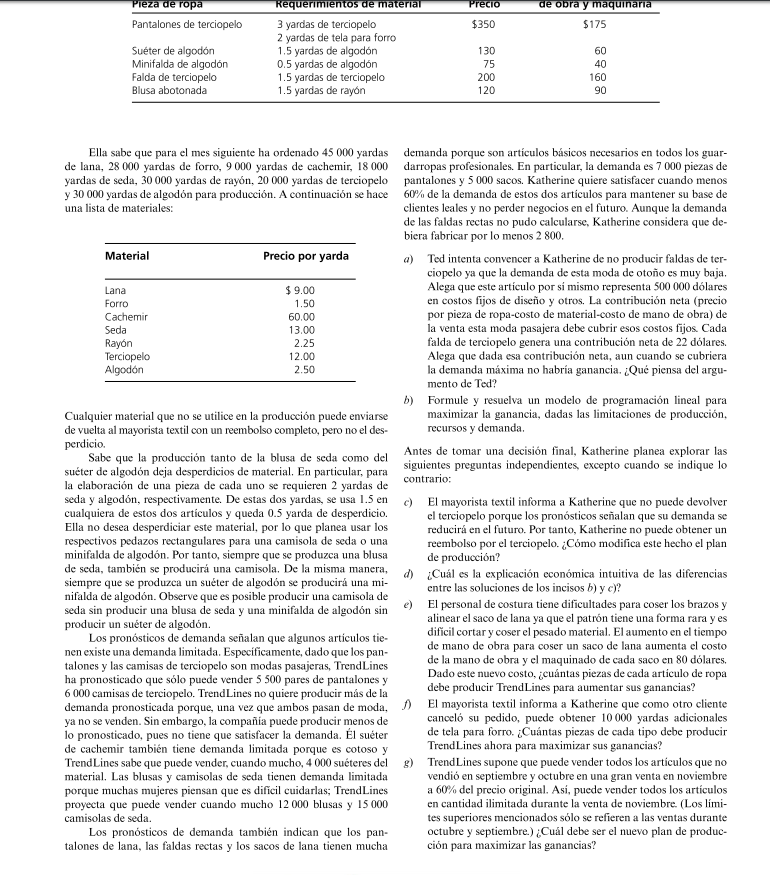 Pieza de ropa Requerimientos de material Precio de obra y maquinaria
Pantalones de terciopelo 3 yardas de terciopelo $350 $175
2 yardas de tela para forro
Suéter de algodón 1.5 yardas de algodón 130 60
Minifalda de algodón 0.5 yardas de algodón 75 40
Falda de terciopelo 1.5 yardas de terciopelo 200 160
Blusa abotonada 1.5 yardas de rayón 120 90
Ella sabe que para el mes siguiente ha ordenado 45 000 yardas
de lana, 28 000 yardas de forro, 9 000 yardas de cachemir, 18 000
yardas de seda, 30 000 yardas de rayón, 20 000 yardas de terciopelo
y 30 000 yardas de algodón para producción. A continuación se hace
una lista de materiales:
Material Precio por yarda
Lana $ 9.00
Forro 1.50
Cachemir 60.00
Seda 13.00
Rayón 2.25
Terciopelo 12.00
Algodón 2.50
Cualquier material que no se utilice en la producción puede enviarse
de vuelta al mayorista textil con un reembolso completo, pero no el des-
perdicio.
Sabe que la producción tanto de la blusa de seda como del
suéter de algodón deja desperdicios de material. En particular, para
la elaboración de una pieza de cada uno se requieren 2 yardas de
seda y algodón, respectivamente. De estas dos yardas, se usa 1.5 en
cualquiera de estos dos artículos y queda 0.5 yarda de desperdicio.
Ella no desea desperdiciar este material, por lo que planea usar los
respectivos pedazos rectangulares para una camisola de seda o una
minifalda de algodón. Por tanto, siempre que se produzca una blusa
de seda, también se producirá una camisola. De la misma manera,
siempre que se produzca un suéter de algodón se producirá una mi-
nifalda de algodón. Observe que es posible producir una camisola de
seda sin producir una blusa de seda y una minifalda de algodón sin
producir un suéter de algodón.
Los pronósticos de demanda señalan que algunos artículos tie-
nen existe una demanda limitada. Específicamente, dado que los pan-
talones y las camisas de terciopelo son modas pasajeras, TrendLines
ha pronosticado que sólo puede vender 5 500 pares de pantalones y
6 000 camisas de terciopelo. TrendLines no quiere producir más de la
demanda pronosticada porque, una vez que ambos pasan de moda,
ya no se venden. Sin embargo, la compañía puede producir menos de
lo pronosticado, pues no tiene que satisfacer la demanda. Él suéter
de cachemir también tiene demanda limitada porque es cotoso y
TrendLines sabe que puede vender, cuando mucho, 4 000 suéteres del
material. Las blusas y camisolas de seda tienen demanda limitada
porque muchas mujeres piensan que es difícil cuidarlas; TrendLines
proyecta que puede vender cuando mucho 12 000 blusas y 15 000
camisolas de seda.
Los pronósticos de demanda también indican que los pan-
talones de lana, las faldas rectas y los sacos de lana tienen mucha
demanda porque son artículos básicos necesarios en todos los guar-
darropas profesionales. En particular, la demanda es 7 000 piezas de
pantalones y 5 000 sacos. Katherine quiere satisfacer cuando menos
60% de la demanda de estos dos artículos para mantener su base de
clientes leales y no perder negocios en el futuro. Aunque la demanda
de las faldas rectas no pudo calcularse, Katherine considera que de-
biera fabricar por lo menos 2 800.
a) Ted intenta convencer a Katherine de no producir faldas de ter-
ciopelo ya que la demanda de esta moda de otoño es muy baja.
Alega que este artículo por sí mismo representa 500 000 dólares
en costos fijos de diseño y otros. La contribución neta (precio
por pieza de ropa-costo de material-costo de mano de obra) de
la venta esta moda pasajera debe cubrir esos costos fijos. Cada
falda de terciopelo genera una contribución neta de 22 dólares.
Alega que dada esa contribución neta, aun cuando se cubriera
la demanda máxima no habría ganancia. ¿Qué piensa del argu-
mento de Ted?
b) Formule y resuelva un modelo de programación lineal para
maximizar la ganancia, dadas las limitaciones de producción,
recursos y demanda.
Antes de tomar una decisión final, Katherine planea explorar las
siguientes preguntas independientes, excepto cuando se indique lo
contrario:
c) El mayorista textil informa a Katherine que no puede devolver
el terciopelo porque los pronósticos señalan que su demanda se
reducirá en el futuro. Por tanto, Katherine no puede obtener un
reembolso por el terciopelo. ¿Cómo modifica este hecho el plan
de producción?
d) ¿Cuál es la explicación económica intuitiva de las diferencias
entre las soluciones de los incisos b) y c)?
e) El personal de costura tiene dificultades para coser los brazos y
alinear el saco de lana ya que el patrón tiene una forma rara y es
difícil cortar y coser el pesado material. El aumento en el tiempo
de mano de obra para coser un saco de lana aumenta el costo
de la mano de obra y el maquinado de cada saco en 80 dólares.
Dado este nuevo costo, ¿cuántas piezas de cada artículo de ropa
debe producir TrendLines para aumentar sus ganancias?
f) El mayorista textil informa a Katherine que como otro cliente
canceló su pedido, puede obtener 10 000 yardas adicionales
de tela para forro. ¿Cuántas piezas de cada tipo debe producir
TrendLines ahora para maximizar sus ganancias?
g) TrendLines supone que puede vender todos los artículos que no
vendió en septiembre y octubre en una gran venta en noviembre
a 60% del precio original. Así, puede vender todos los artículos
en cantidad ilimitada durante la venta de noviembre. (Los lími-
tes superiores mencionados sólo se refieren a las ventas durante
octubre y septiembre.) ¿Cuál debe ser el nuevo plan de produc-
ción para maximizar las ganancias?